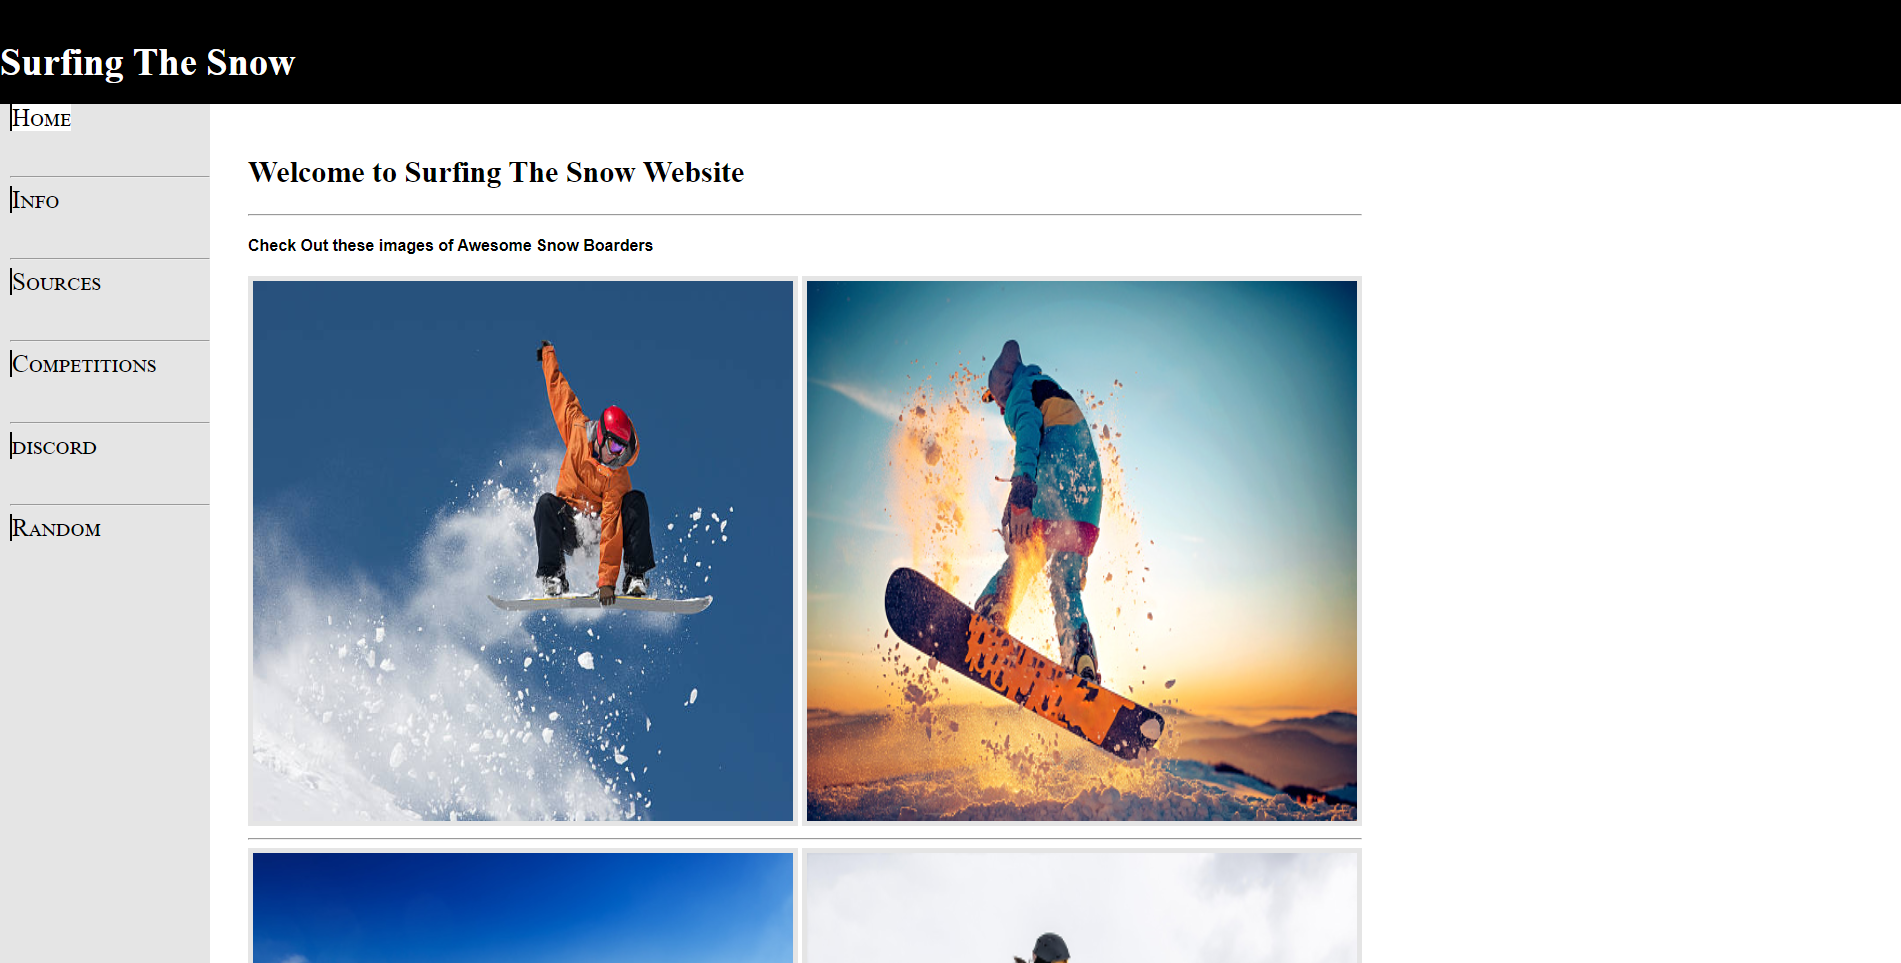 Surfing The Snow
Home
Info
Sources
Competitions
discord
Random
Welcome to Surfing The Snow Website
Check Out these images of Awesome Snow Boarders